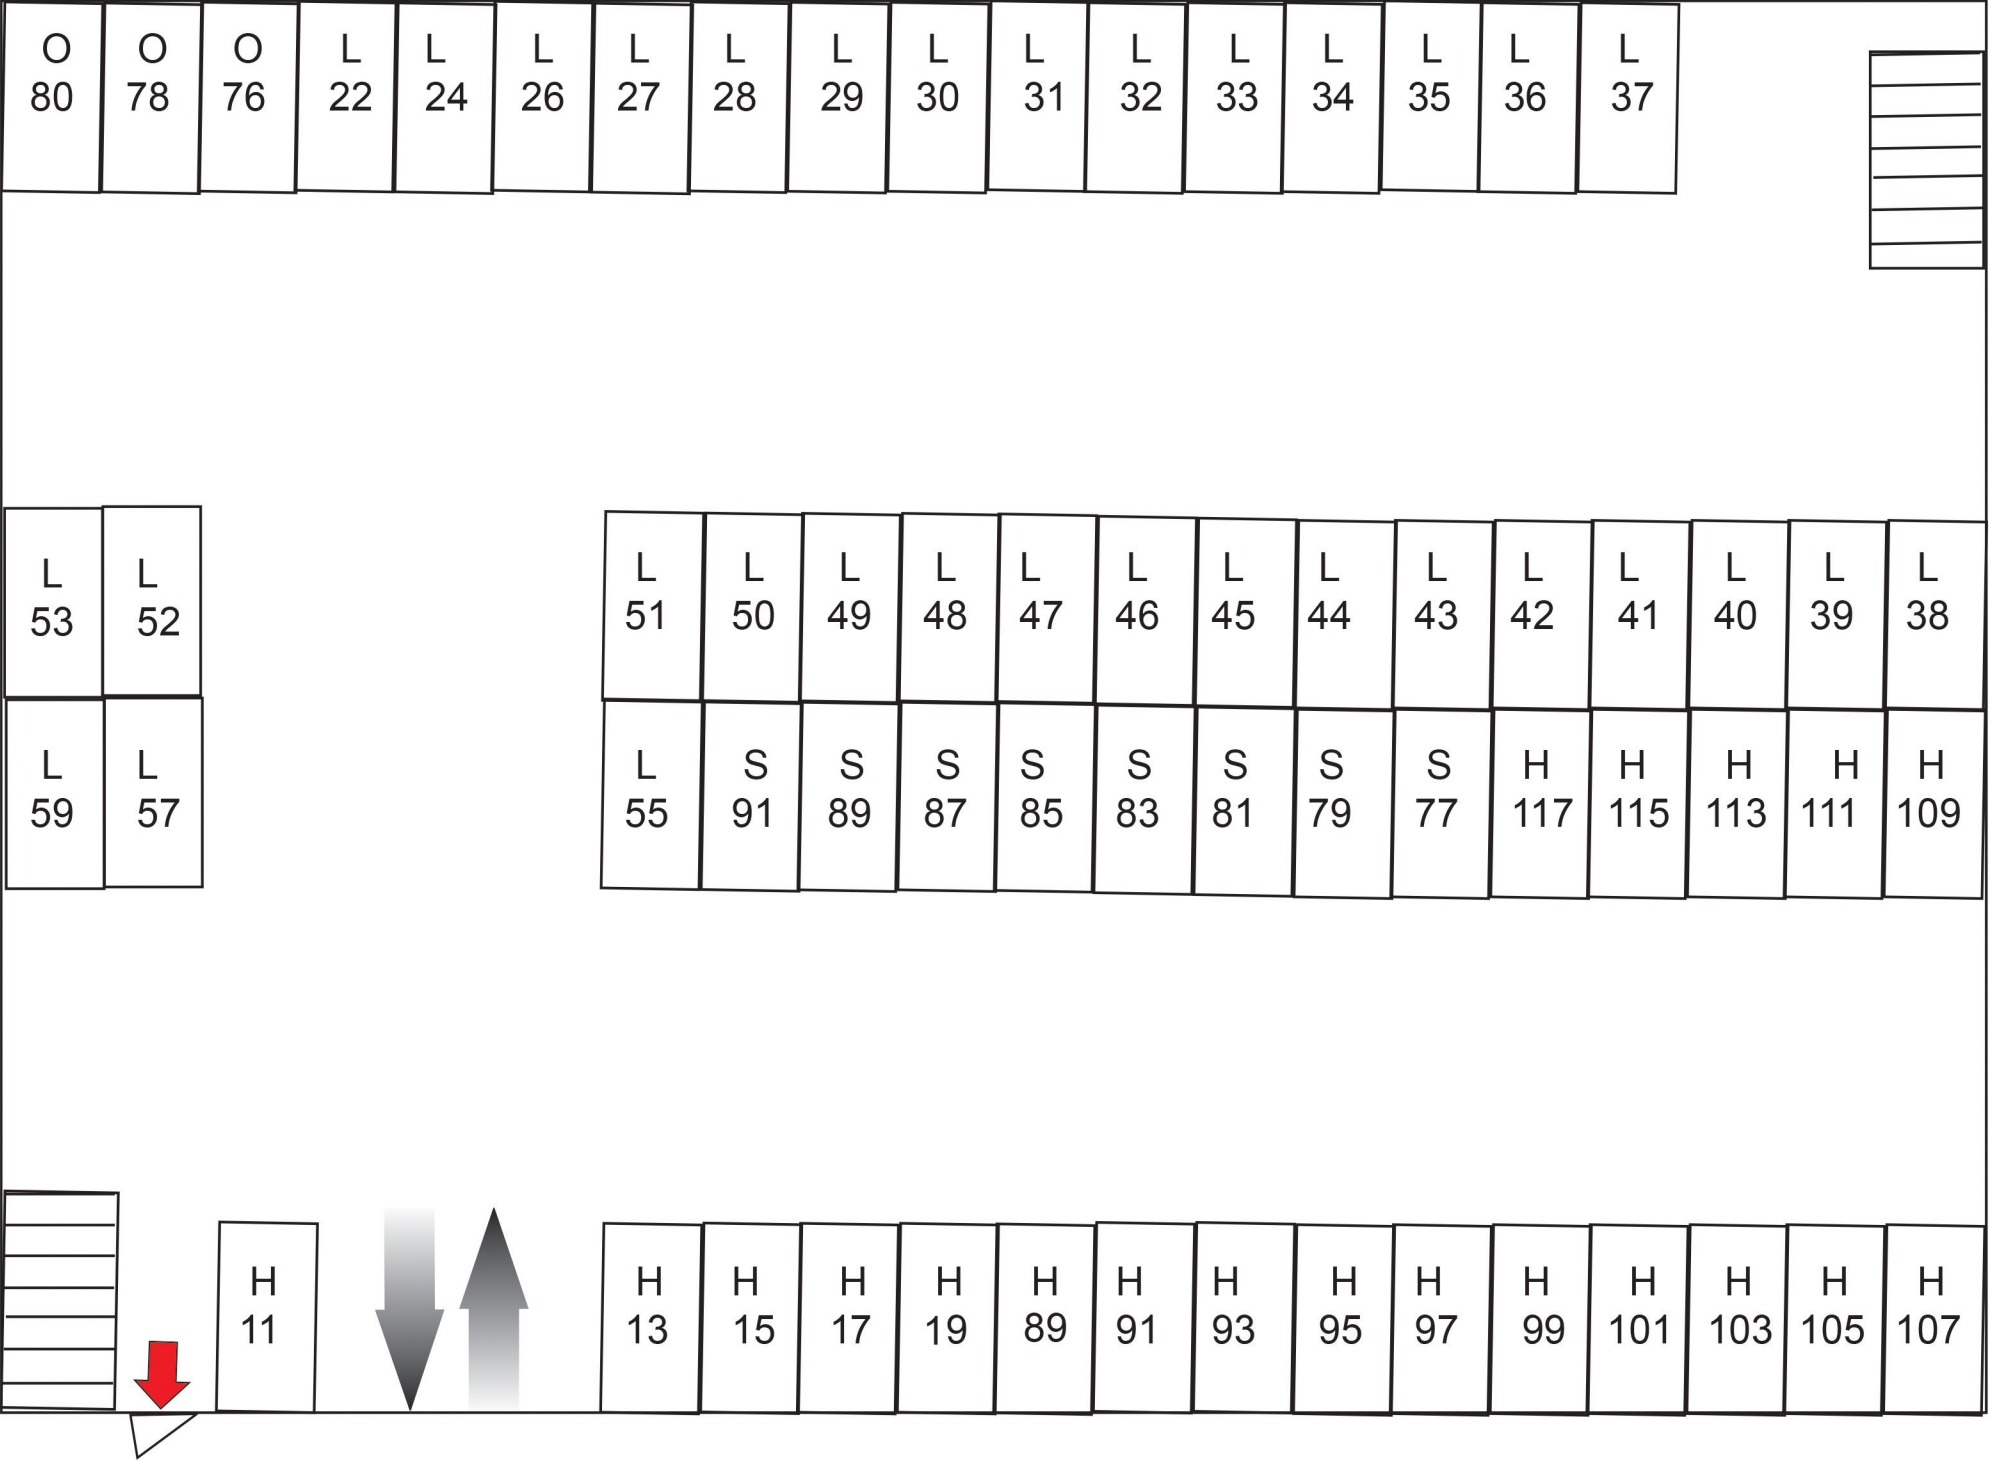 O O O L L L L L L L L L L L L L L
80 78 76 22 24 26 27 28 29 30 31 32 33 34 35 36 37
L L L L L L L L L L L L L L L L
53 52 51 50 49 48 47 46 45 44 43 42 41 40 39 38
L L L S S S S S S S S H H H H H
59 57 55 91 89 87 85 83 81 79 77 117 115 113 111 109
H H H H H H H H H H H H H H H
11 13 15 17 19 89 91 93 95 97 99 101 103 105 107